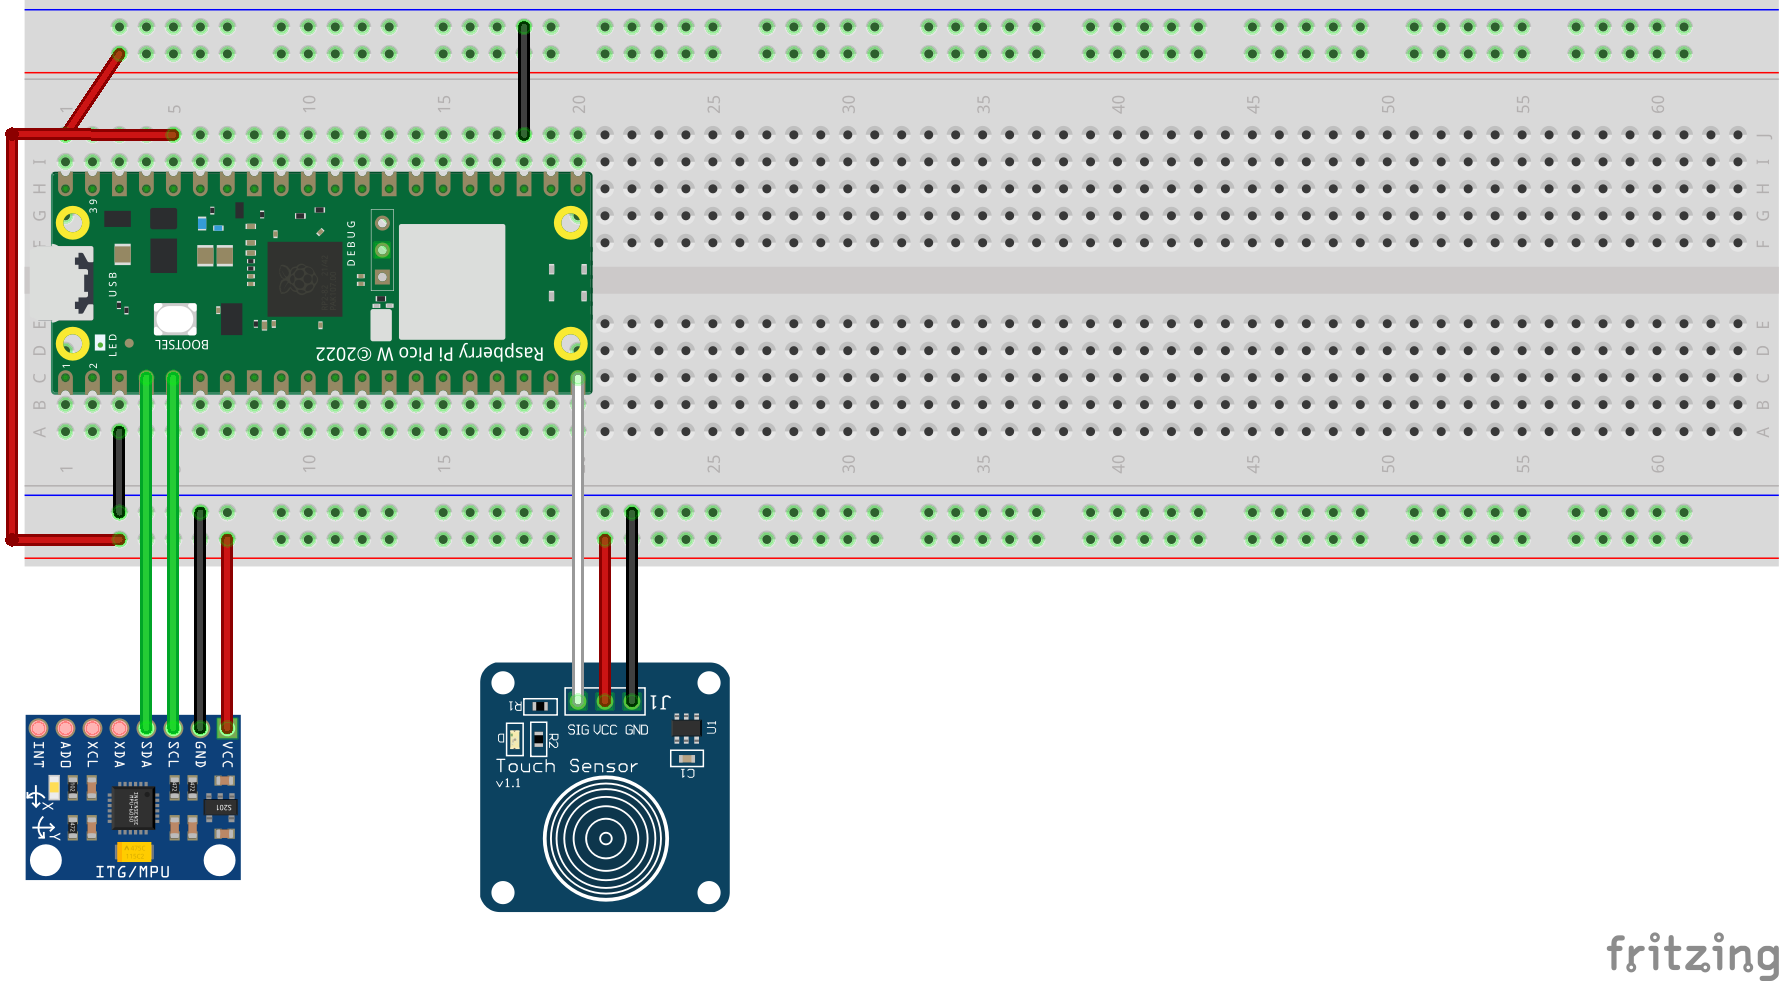 1 5 10 15 20 25 30 35 40 45 50 55 60
J J
I I
H H
G G
F F
39
DEBUG
USB
LED
BOOTSEL
Raspberry Pi Pico W ©2022
1 2
E E
D D
C C
B B
A A
1 10 15 25 30 35 40 45 50 55 60
INT ADD XCL XDA SDA SCL GND VCC
X
Y
ITG/MPU
J1
R1
SIG VCC GND
U1
D
R2
C1
Touch Sensor
v1.1
fritzing